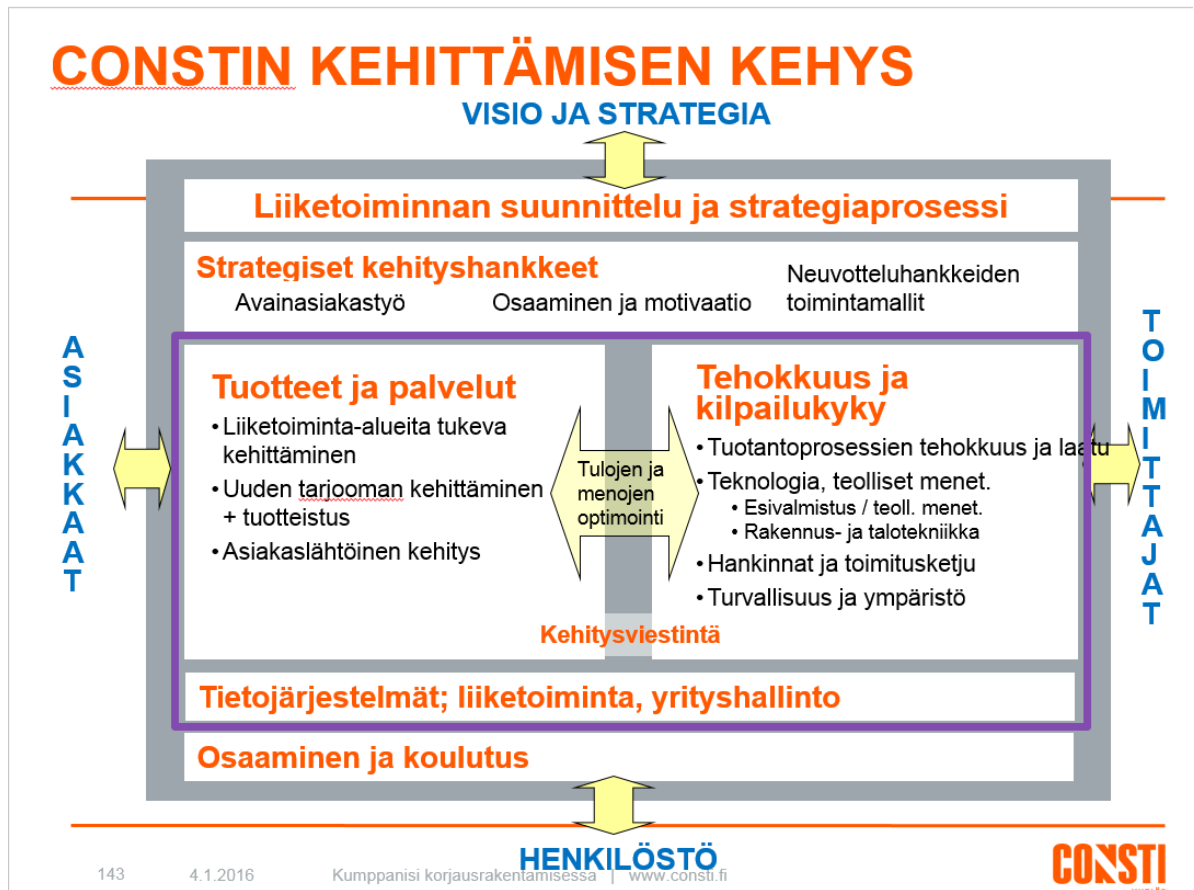 CONSTIN KEHITTÄMISEN KEHYS
VISIO JA STRATEGIA
Liiketoiminnan suunnittelu ja strategiaprosessi
Strategiset kehityshankkeet
Avainasiakastyö
Osaaminen ja motivaatio
Neuvotteluhankkeiden
toimintamallit
ASIAKKAAT
Tuotteet ja palvelut
• Liiketoiminta-alueita tukeva
kehittäminen
• Uuden tarjooman kehittäminen
+ tuotteistus
• Asiakaslähtöinen kehitys
Tulojen ja
menojen
optimointi
Tehokkuus ja
kilpailukyky
• Tuotantoprosessien tehokkuus ja laatu
• Teknologia, teolliset menet.
• Esivalmistus / teoll. menet.
• Rakennus- ja talotekniikka
• Hankinnat ja toimitusketju
• Turvallisuus ja ympäristö
TOIMITTAJAT
Kehitysviestintä
Tietojärjestelmät; liiketoiminta, yrityshallinto
Osaaminen ja koulutus
HENKILÖSTÖ
143
4.1.2016
Kumppanisi korjausrakentamisessa | www.consti.fi
CONSTI